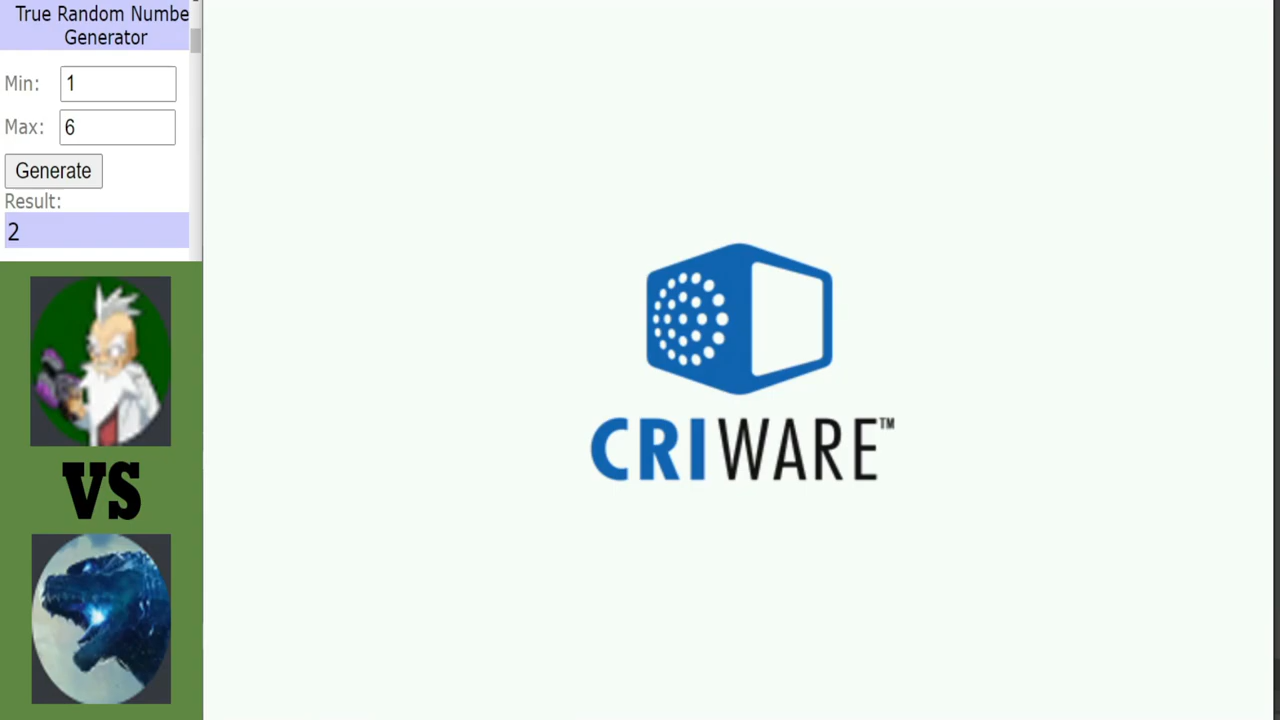 True Random Numbe
Generator
Min: 1
Max: 6
Generate
Result:
2
VS
CRIWARE™